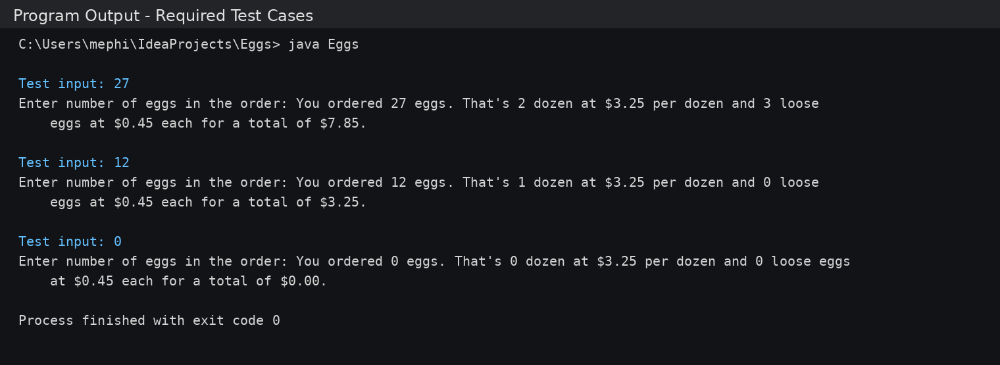 Program Output - Required Test Cases
C:\Users\mephi\IdeaProjects\Eggs> java Eggs
Test input: 27
Enter number of eggs in the order: You ordered 27 eggs. That's 2 dozen at $3.25 per dozen and 3 loose
eggs at $0.45 each for a total of $7.85.
Test input: 12
Enter number of eggs in the order: You ordered 12 eggs. That's 1 dozen at $3.25 per dozen and 0 loose
eggs at $0.45 each for a total of $3.25.
Test input: 0
Enter number of eggs in the order: You ordered 0 eggs. That's 0 dozen at $3.25 per dozen and 0 loose eggs
at $0.45 each for a total of $0.00.
Process finished with exit code 0